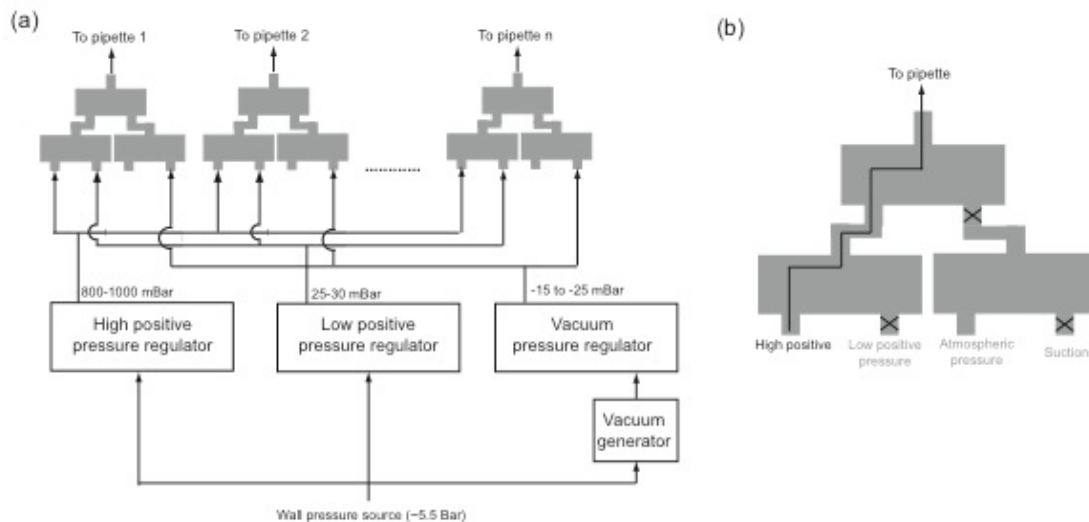 (a)
To pipette 1
To pipette 2
To pipette n
800-1000 mBar
25-30 mBar
-15 to -25 mBar
High positive
pressure regulator
Low positive
pressure regulator
Vacuum
pressure regulator
Vacuum
generator
Wall pressure source (~5.5 Bar)
(b)
To pipette
High positive
Low positive
pressure
Atmospheric
pressure
Suction